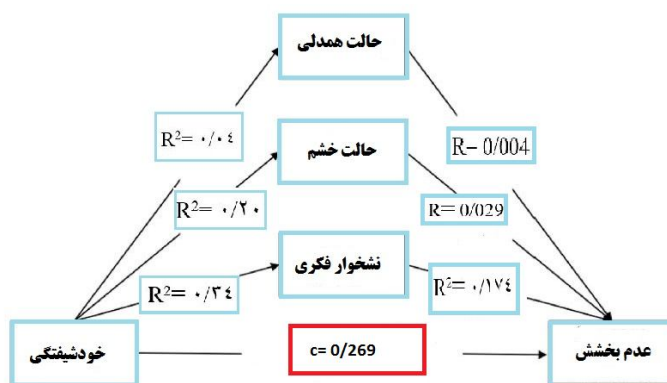 حالت همدلی
R²= ۰/۰٤
R– 0/004
حالت خشم
R²= ۰/۲۰
R= 0/029
نشخوار فکری
R²= ۰/۳٤
R²= ۰/۱۷٤
خودشیفتگی
c= 0/269
عدم بخشش